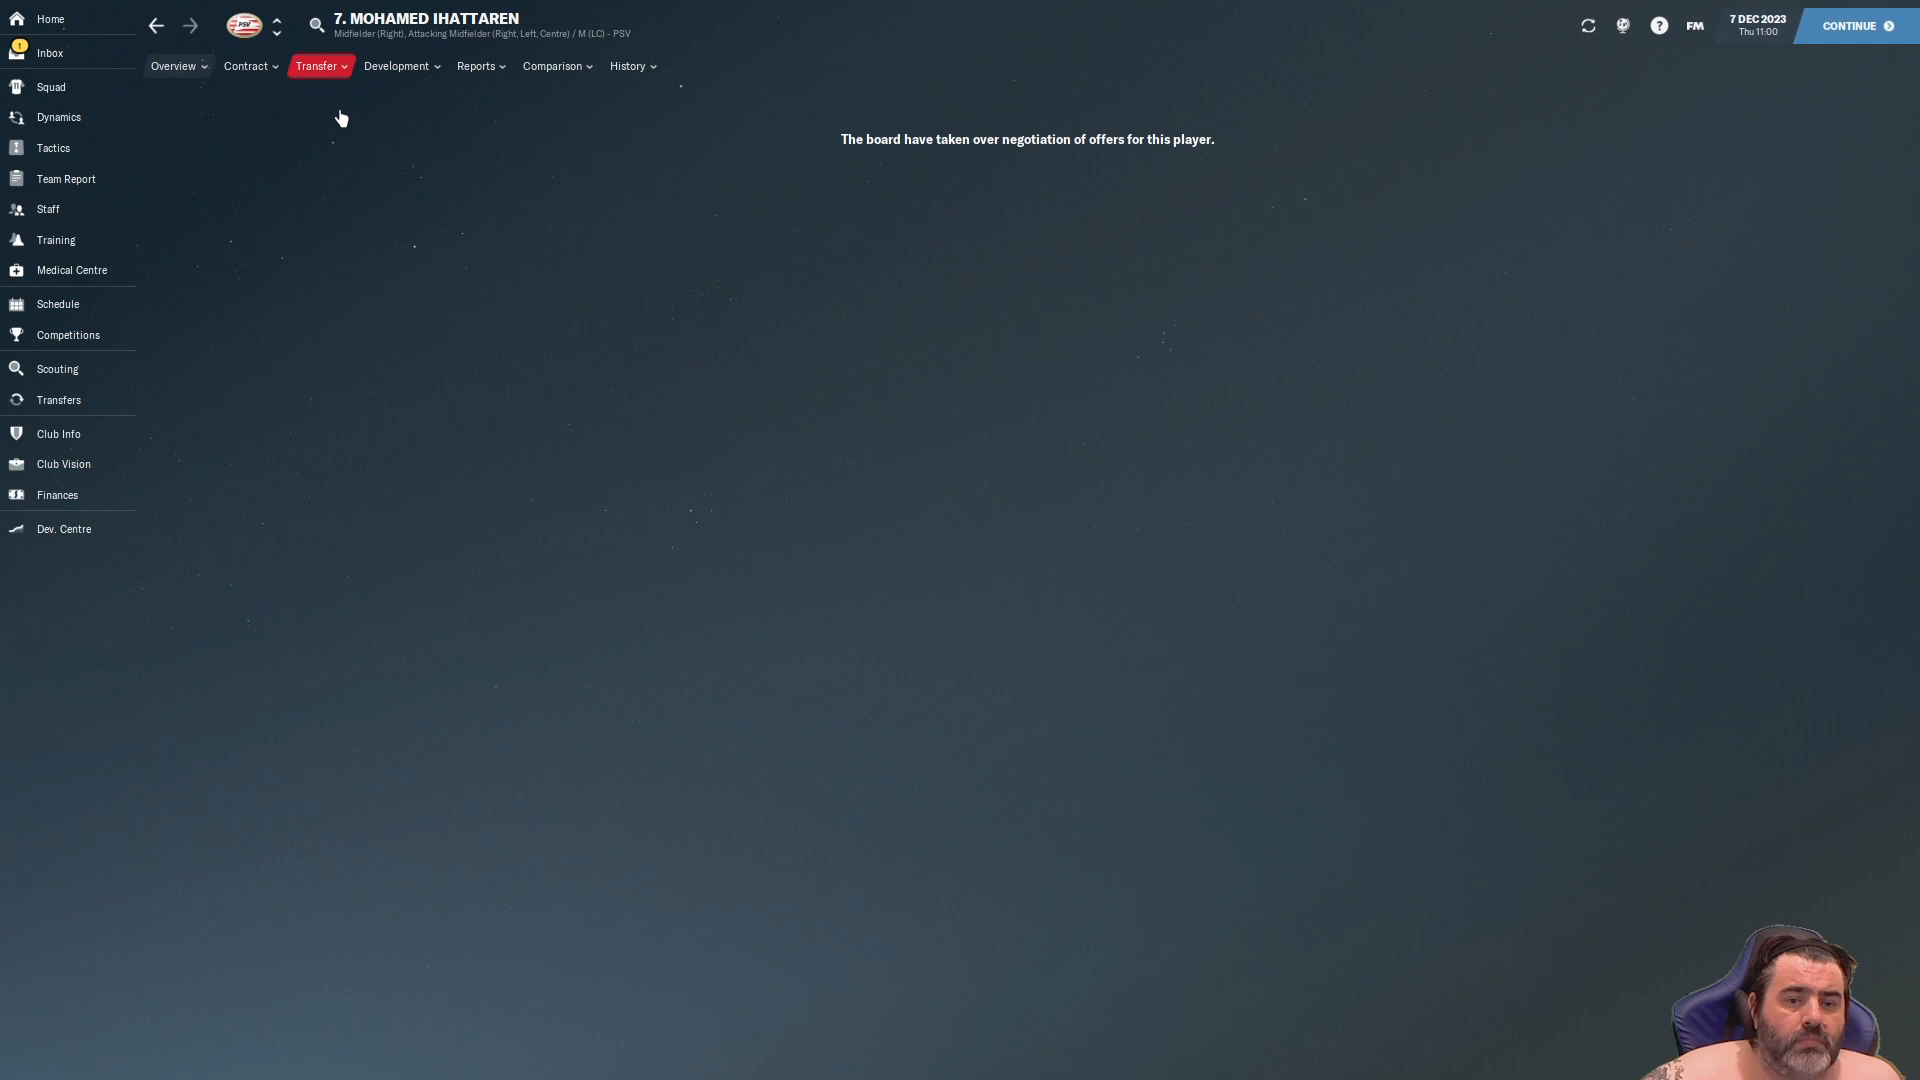 Home
7. MOHAMED IHATTAREN
Midfielder (Right), Attacking Midfielder (Right, Left, Centre) / M (LC) - PSV
7 DEC 2023
Thu 11:00
CONTINUE
FM
PSV
1
Inbox
Overview
Contract
Transfer
Development
Reports
Comparison
History
Squad
Dynamics
The board have taken over negotiation of offers for this player.
Tactics
Team Report
Staff
Training
Medical Centre
Schedule
Competitions
Scouting
Transfers
Club Info
Club Vision
Finances
Dev. Centre